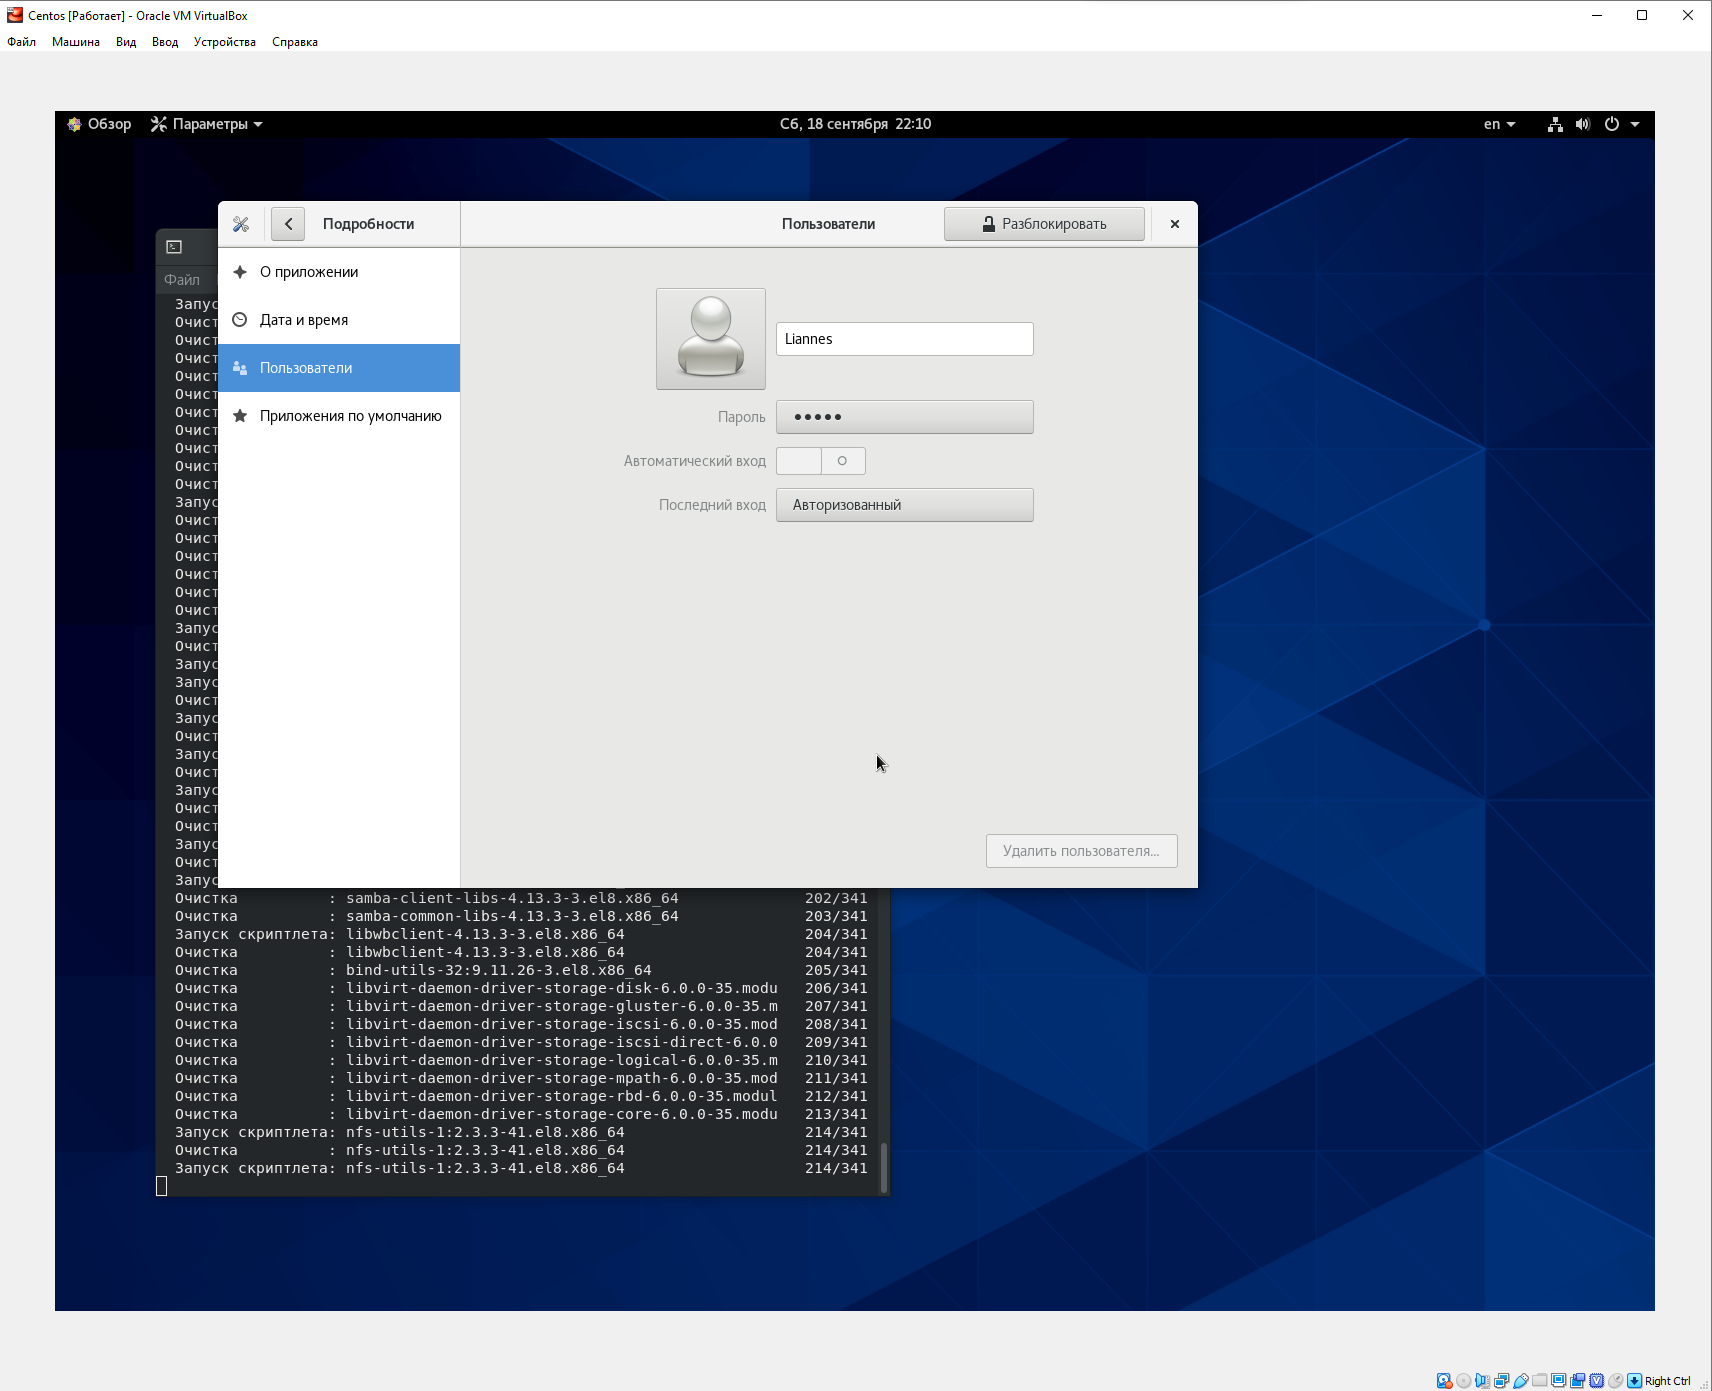 Centos [Работает] - Oracle VM VirtualBox
Файл Машина Вид Ввод Устройства Справка
Обзор Параметры Сб, 18 сентября 22:10 en
Подробности Пользователи Разблокировать
Файл
О приложении
Дата и время
Пользователи
Приложения по умолчанию
Liannes
Пароль •••••
Автоматический вход
Последний вход Авторизованный
Удалить пользователя...
Запус
Очист
Очист
Очист
Очист
Очист
Очист
Очист
Очист
Очист
Очист
Запус
Очист
Очист
Очист
Очист
Очист
Очист
Запус
Очист
Запус
Запус
Очист
Запус
Очист
Запус
Очист
Запус
Очист
Очист
Запус
Очист
Запус
Очистка : samba-client-libs-4.13.3-3.el8.x86_64 202/341
Очистка : samba-common-libs-4.13.3-3.el8.x86_64 203/341
Запуск скриптлета: libwbclient-4.13.3-3.el8.x86_64 204/341
Очистка : libwbclient-4.13.3-3.el8.x86_64 204/341
Очистка : bind-utils-32:9.11.26-3.el8.x86_64 205/341
Очистка : libvirt-daemon-driver-storage-disk-6.0.0-35.modu 206/341
Очистка : libvirt-daemon-driver-storage-gluster-6.0.0-35.m 207/341
Очистка : libvirt-daemon-driver-storage-iscsi-6.0.0-35.mod 208/341
Очистка : libvirt-daemon-driver-storage-iscsi-direct-6.0.0 209/341
Очистка : libvirt-daemon-driver-storage-logical-6.0.0-35.m 210/341
Очистка : libvirt-daemon-driver-storage-mpath-6.0.0-35.mod 211/341
Очистка : libvirt-daemon-driver-storage-rbd-6.0.0-35.modul 212/341
Очистка : libvirt-daemon-driver-storage-core-6.0.0-35.modu 213/341
Запуск скриптлета: nfs-utils-1:2.3.3-41.el8.x86_64 214/341
Очистка : nfs-utils-1:2.3.3-41.el8.x86_64 214/341
Запуск скриптлета: nfs-utils-1:2.3.3-41.el8.x86_64 214/341
Right Ctrl